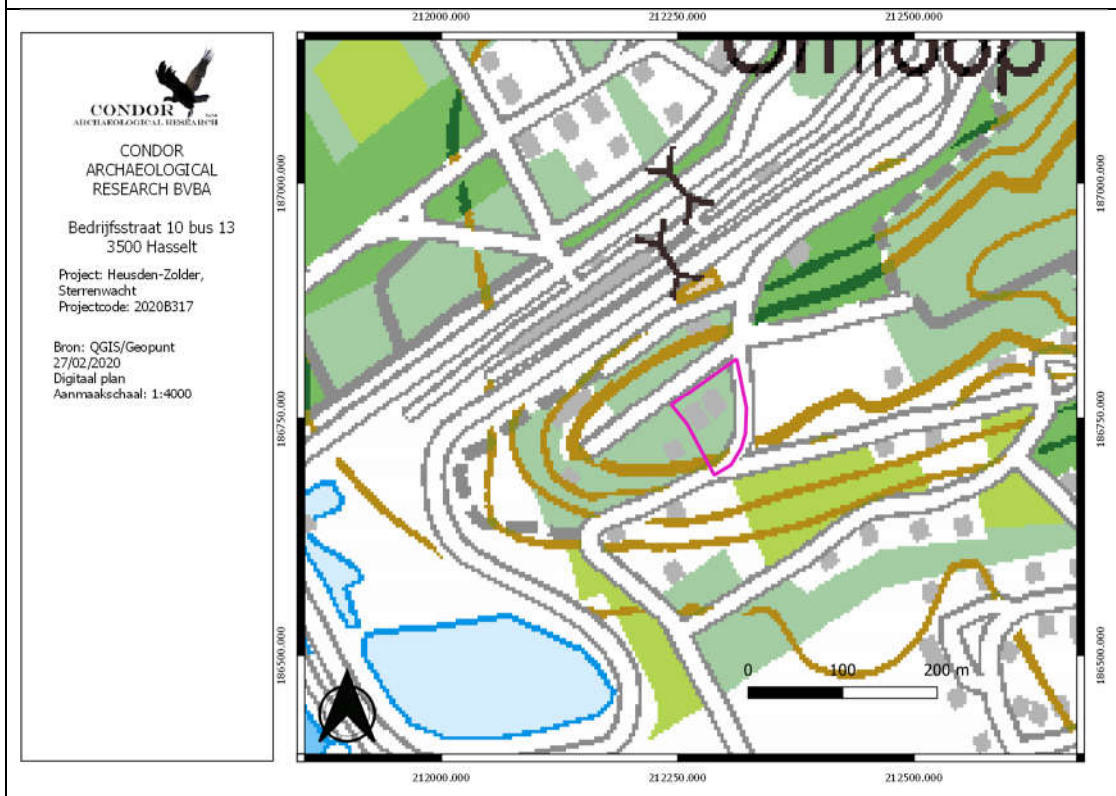 CONDOR
ARCHAEOLOGICAL RESEARCH
CONDOR
ARCHAEOLOGICAL
RESEARCH BVBA
Bedrijfsstraat 10 bus 13
3500 Hasselt
Project: Heusden-Zolder,
Sterrenwacht
Projectcode: 2020B317
Bron: QGIS/Geopunt
27/02/2020
Digitaal plan
Aanmaakschaal: 1:4000
212000.000 212250.000 212500.000
Omloop
187000.000 187000.000
186750.000 186750.000
186500.000 186500.000
0 100 200 m
212000.000 212250.000 212500.000